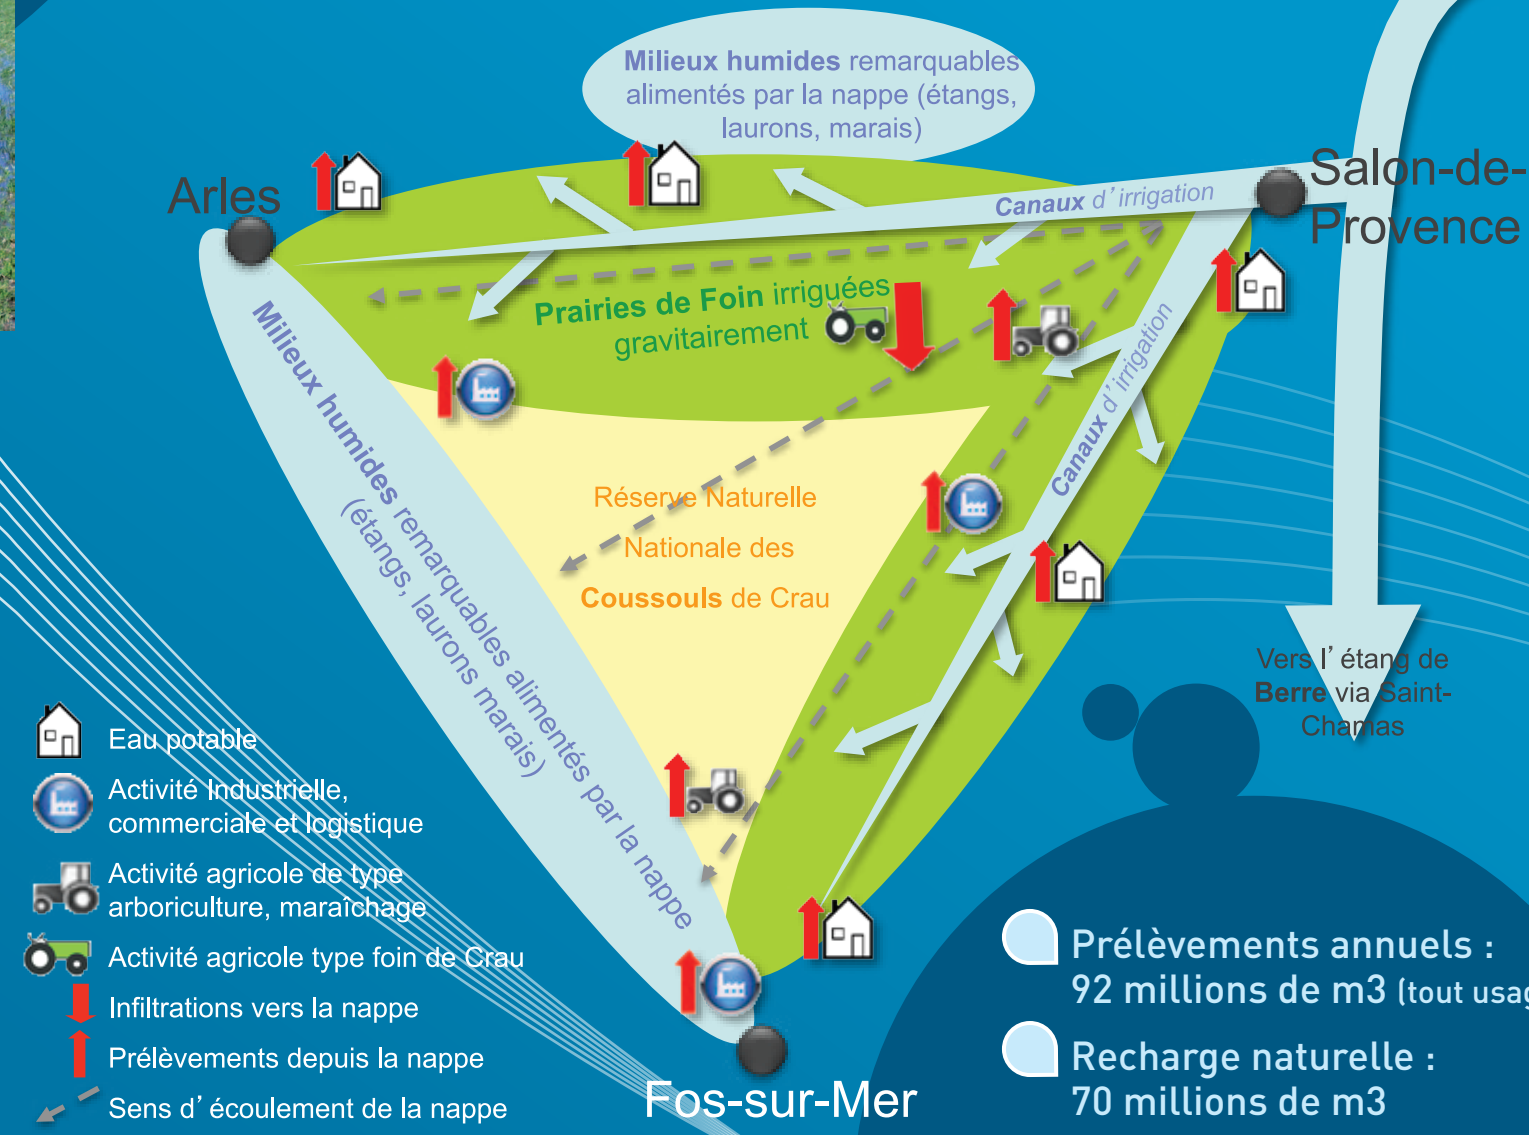 Milieux humides remarquables
alimentés par la nappe (étangs,
laurons, marais)
Arles
Salon-de-
Provence
Canaux d'irrigation
Prairies de Foin irriguées
gravitairement
Canaux d'irrigation
Milieux humides remarquables alimentés par la nappe
(étangs, laurons marais)
Réserve Naturelle
Nationale des
Coussouls de Crau
Vers l'étang de
Berre via Saint-
Chamas
Eau potable
Activité Industrielle,
commerciale et logistique
Activité agricole de type
arboriculture, maraîchage
Activité agricole type foin de Crau
Infiltrations vers la nappe
Prélèvements depuis la nappe
Sens d'écoulement de la nappe
Fos-sur-Mer
Prélèvements annuels :
92 millions de m3 (tout usag
Recharge naturelle :
70 millions de m3